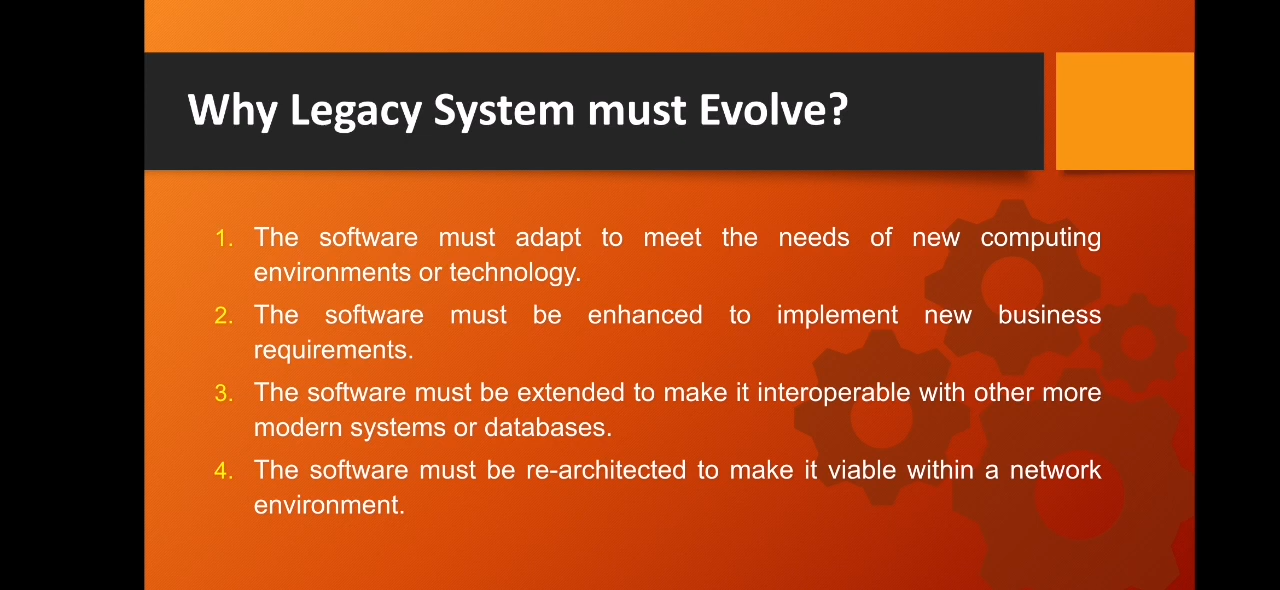 Why Legacy System must Evolve?
1. The software must adapt to meet the needs of new computing
environments or technology.
2. The software must be enhanced to implement new business
requirements.
3. The software must be extended to make it interoperable with other more
modern systems or databases.
4. The software must be re-architected to make it viable within a network
environment.